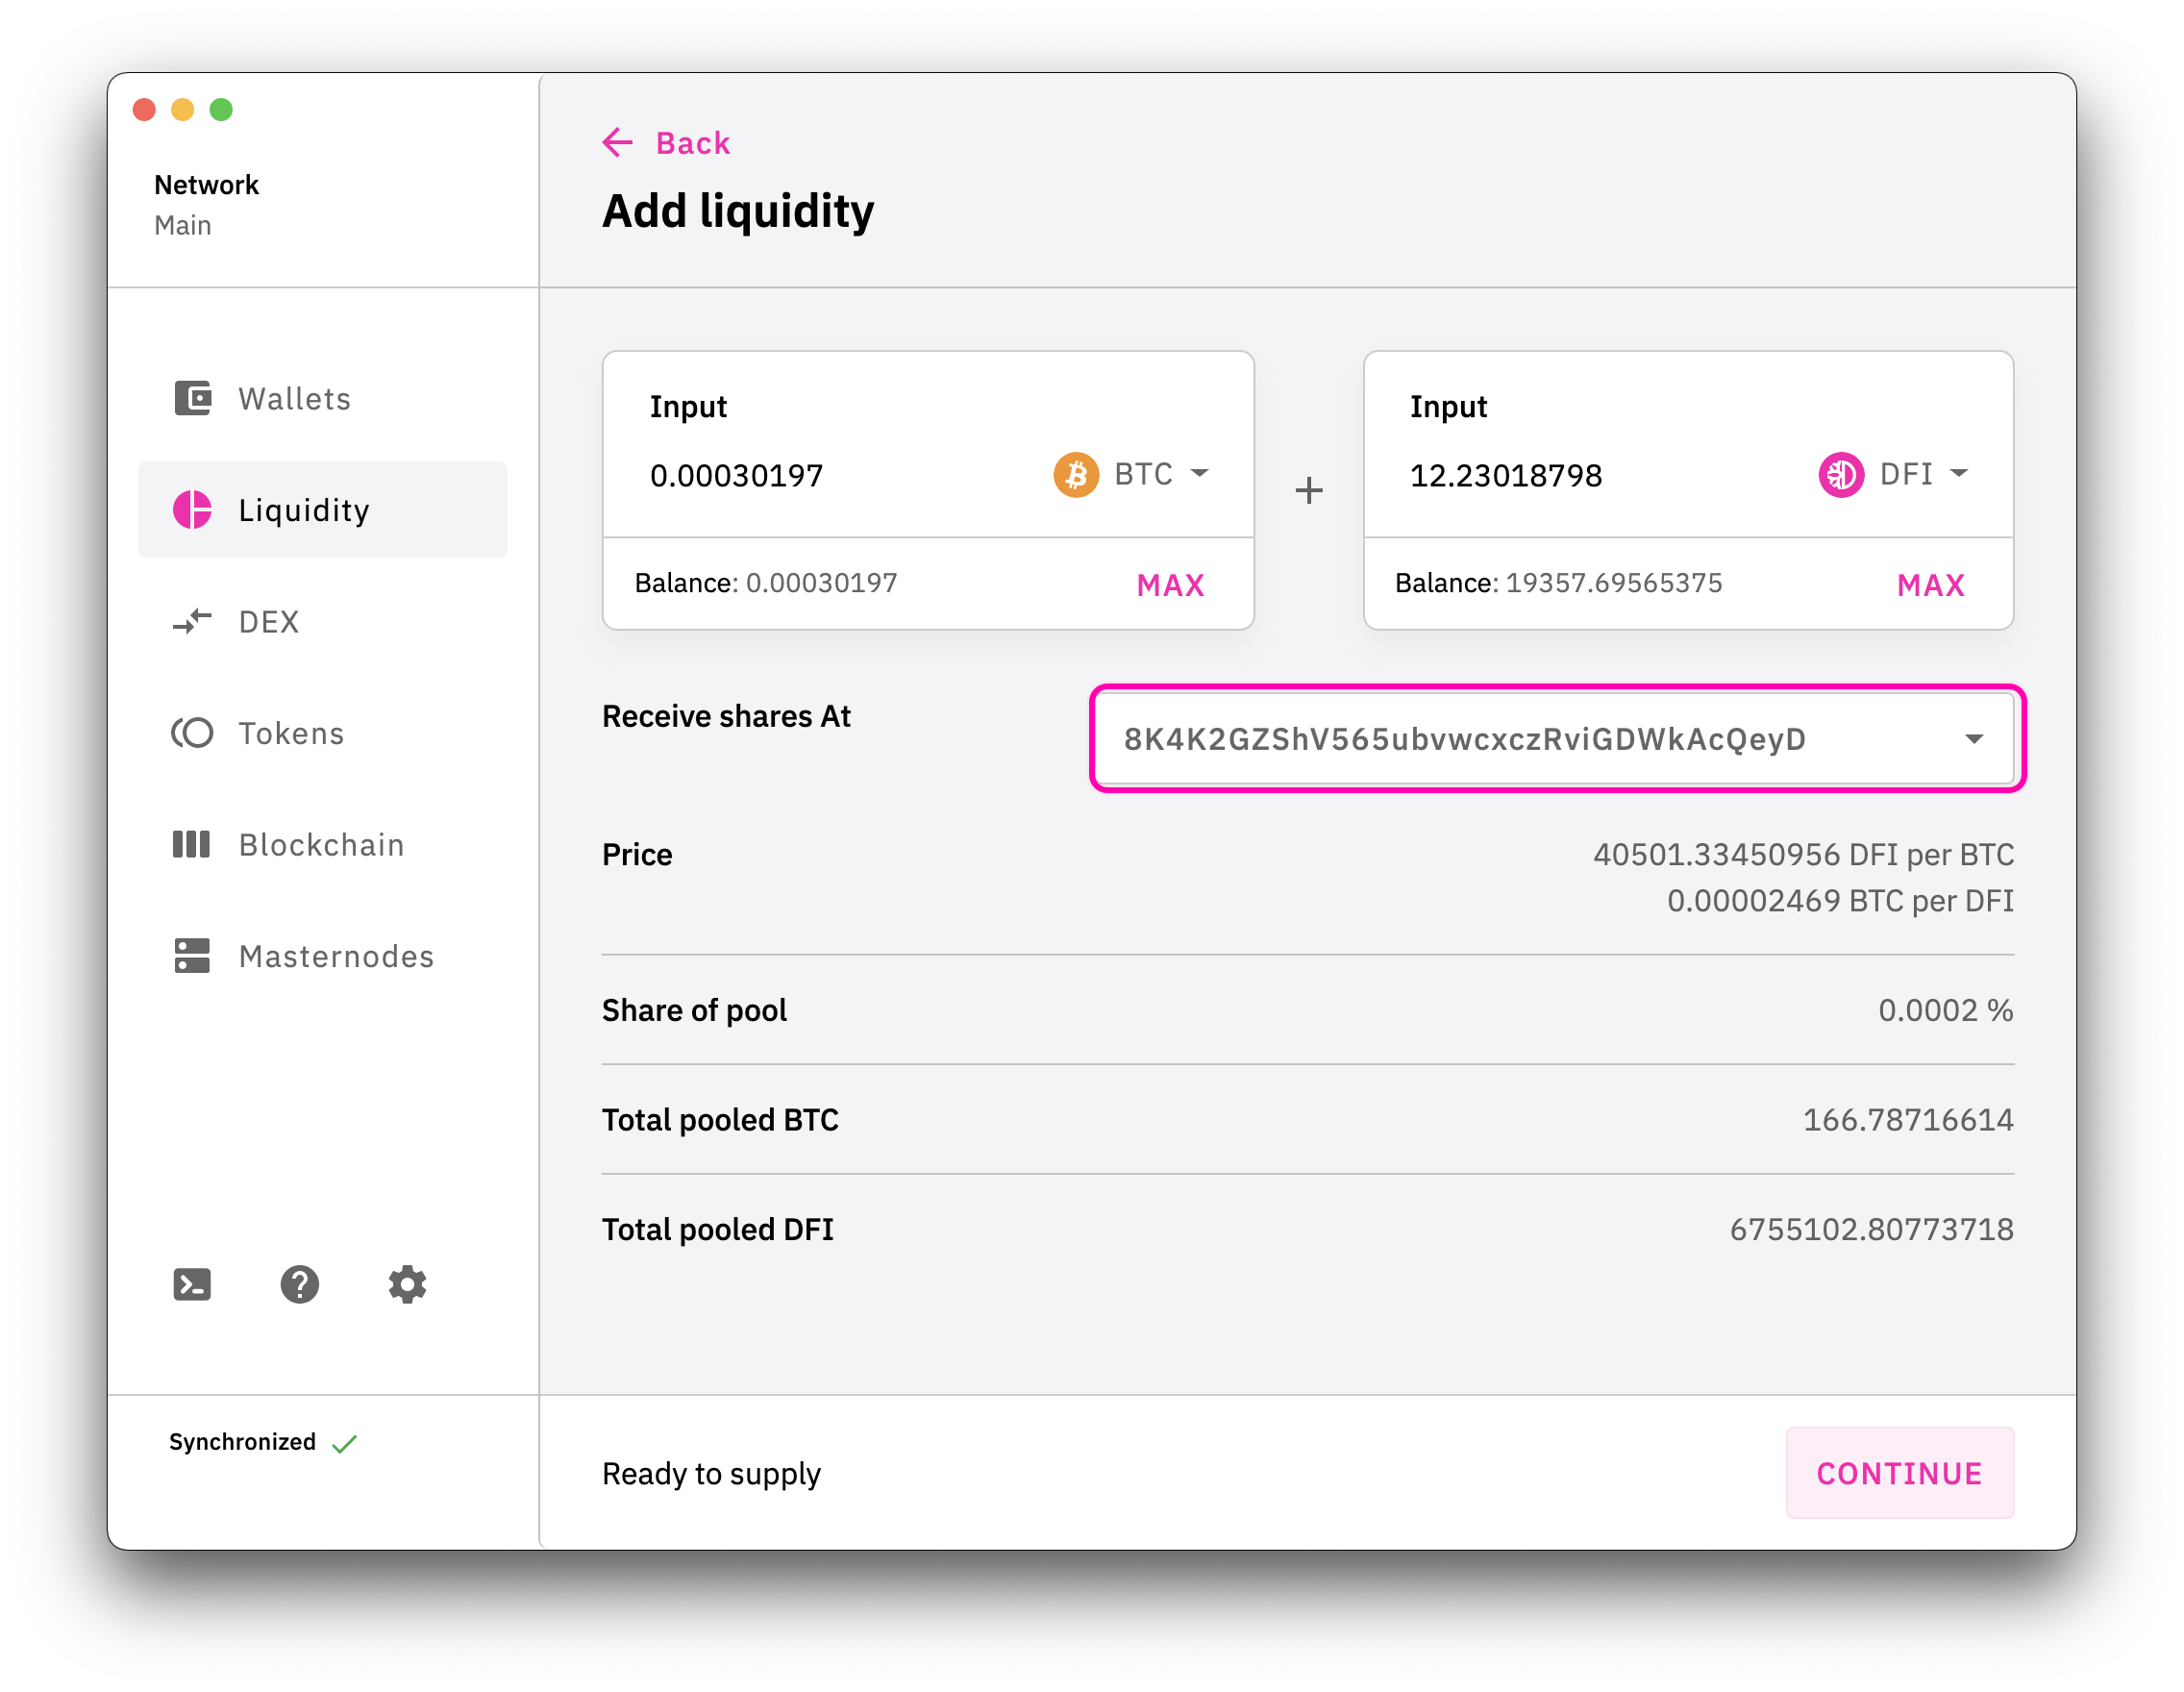 Network
Main
Wallets
Liquidity
DEX
Tokens
Blockchain
Masternodes
Synchronized
Back
Add liquidity
Input
0.00030197 BTC
Balance: 0.00030197 MAX
+
Input
12.23018798 DFI
Balance: 19357.69565375 MAX
Receive shares At 8K4K2GZShV565ubvwcxczRviGDWkAcQeyD
Price 40501.33450956 DFI per BTC
0.00002469 BTC per DFI
Share of pool 0.0002 %
Total pooled BTC 166.78716614
Total pooled DFI 6755102.80773718
Ready to supply CONTINUE